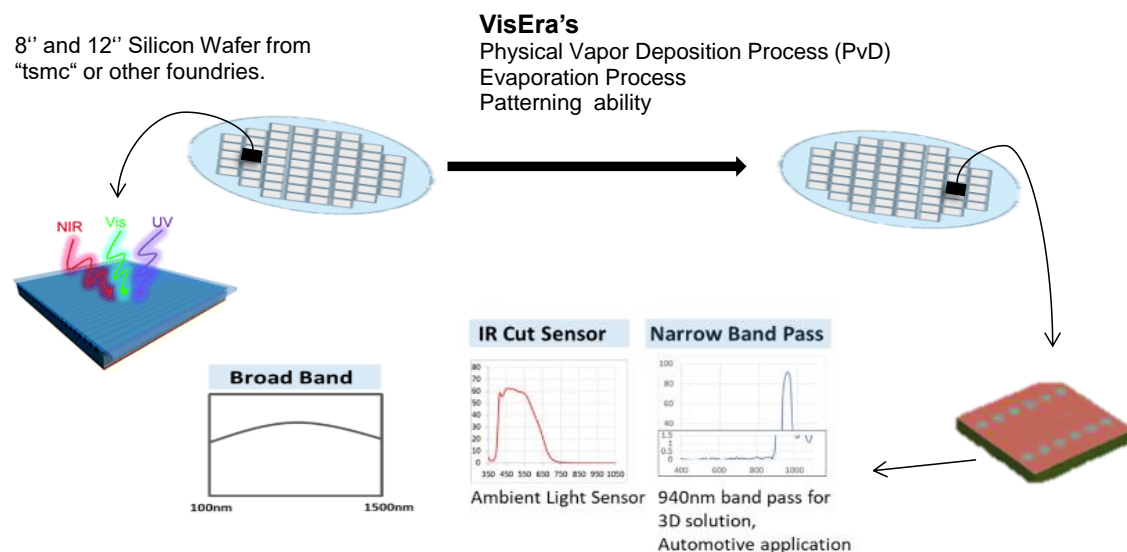 VisEra's
8‘’ and 12‘’ Silicon Wafer from
“tsmc“ or other foundries.
Physical Vapor Deposition Process (PvD)
Evaporation Process
Patterning ability
NIR
Vis
UV
IR Cut Sensor
Narrow Band Pass
Broad Band
80
70
60
50
40
30
20
10
0
350 450 550 650 750 850 950 1050
100
80
60
40
1.5
1
0.5
0
400 600 800 1000
100nm 1500nm
Ambient Light Sensor
940nm band pass for
3D solution,
Automotive application